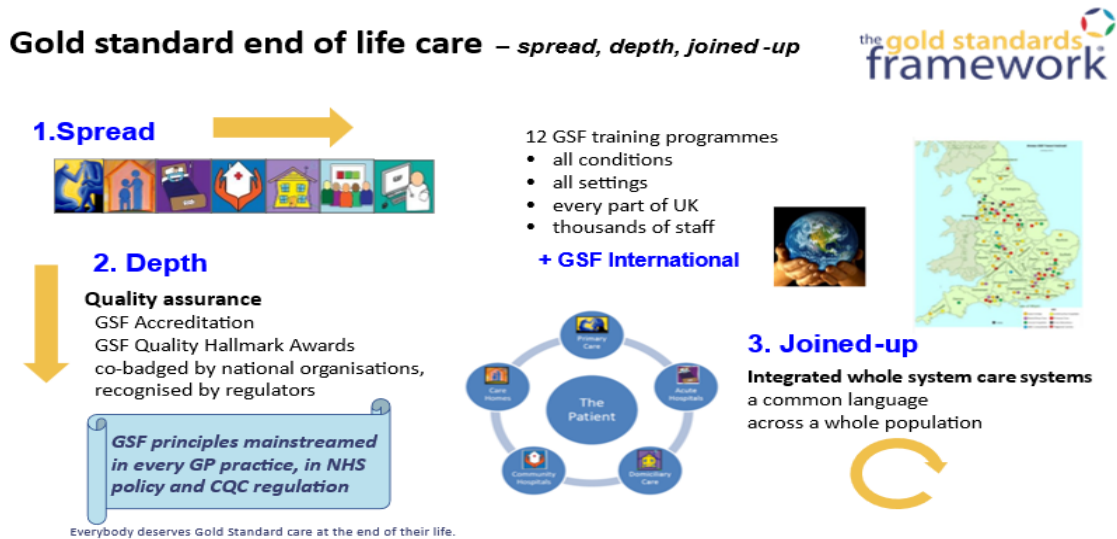 Gold standard end of life care – spread, depth, joined -up
the gold standards
framework
1.Spread
12 GSF training programmes
• all conditions
• all settings
• every part of UK
• thousands of staff
+ GSF International
2. Depth
Quality assurance
GSF Accreditation
GSF Quality Hallmark Awards
co-badged by national organisations,
recognised by regulators
GSF principles mainstreamed
in every GP practice, in NHS
policy and CQC regulation
Primary
Care
Care
Homes
Acute
Hospitals
The
Patient
Community
Hospitals
Domiciliary
Care
3. Joined-up
Integrated whole system care systems
a common language
across a whole population
Everybody deserves Gold Standard care at the end of their life.